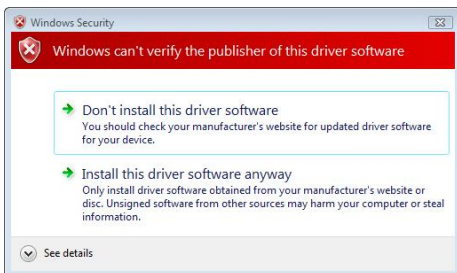 Windows Security
Windows can't verify the publisher of this driver software
Don't install this driver software
You should check your manufacturer's website for updated driver software
for your device.
Install this driver software anyway
Only install driver software obtained from your manufacturer's website or
disc. Unsigned software from other sources may harm your computer or steal
information.
See details